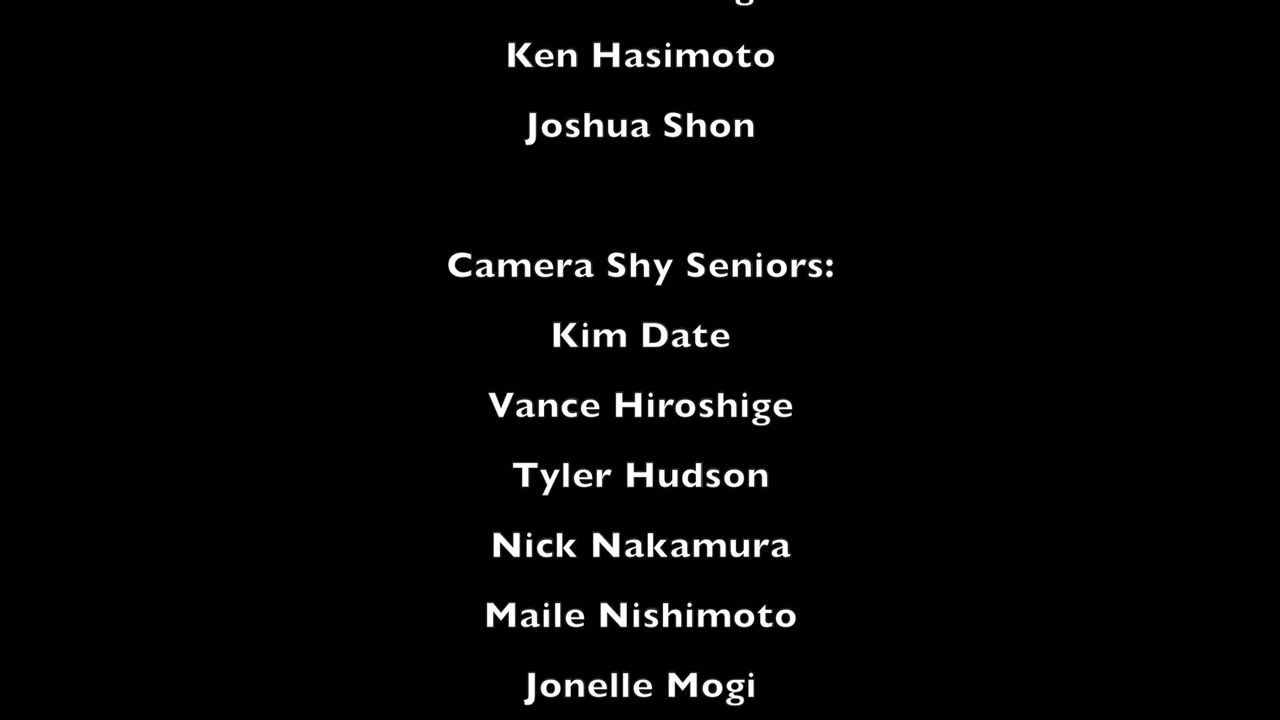 Ken Hasimoto
Joshua Shon
Camera Shy Seniors:
Kim Date
Vance Hiroshige
Tyler Hudson
Nick Nakamura
Maile Nishimoto
Jonelle Mogi